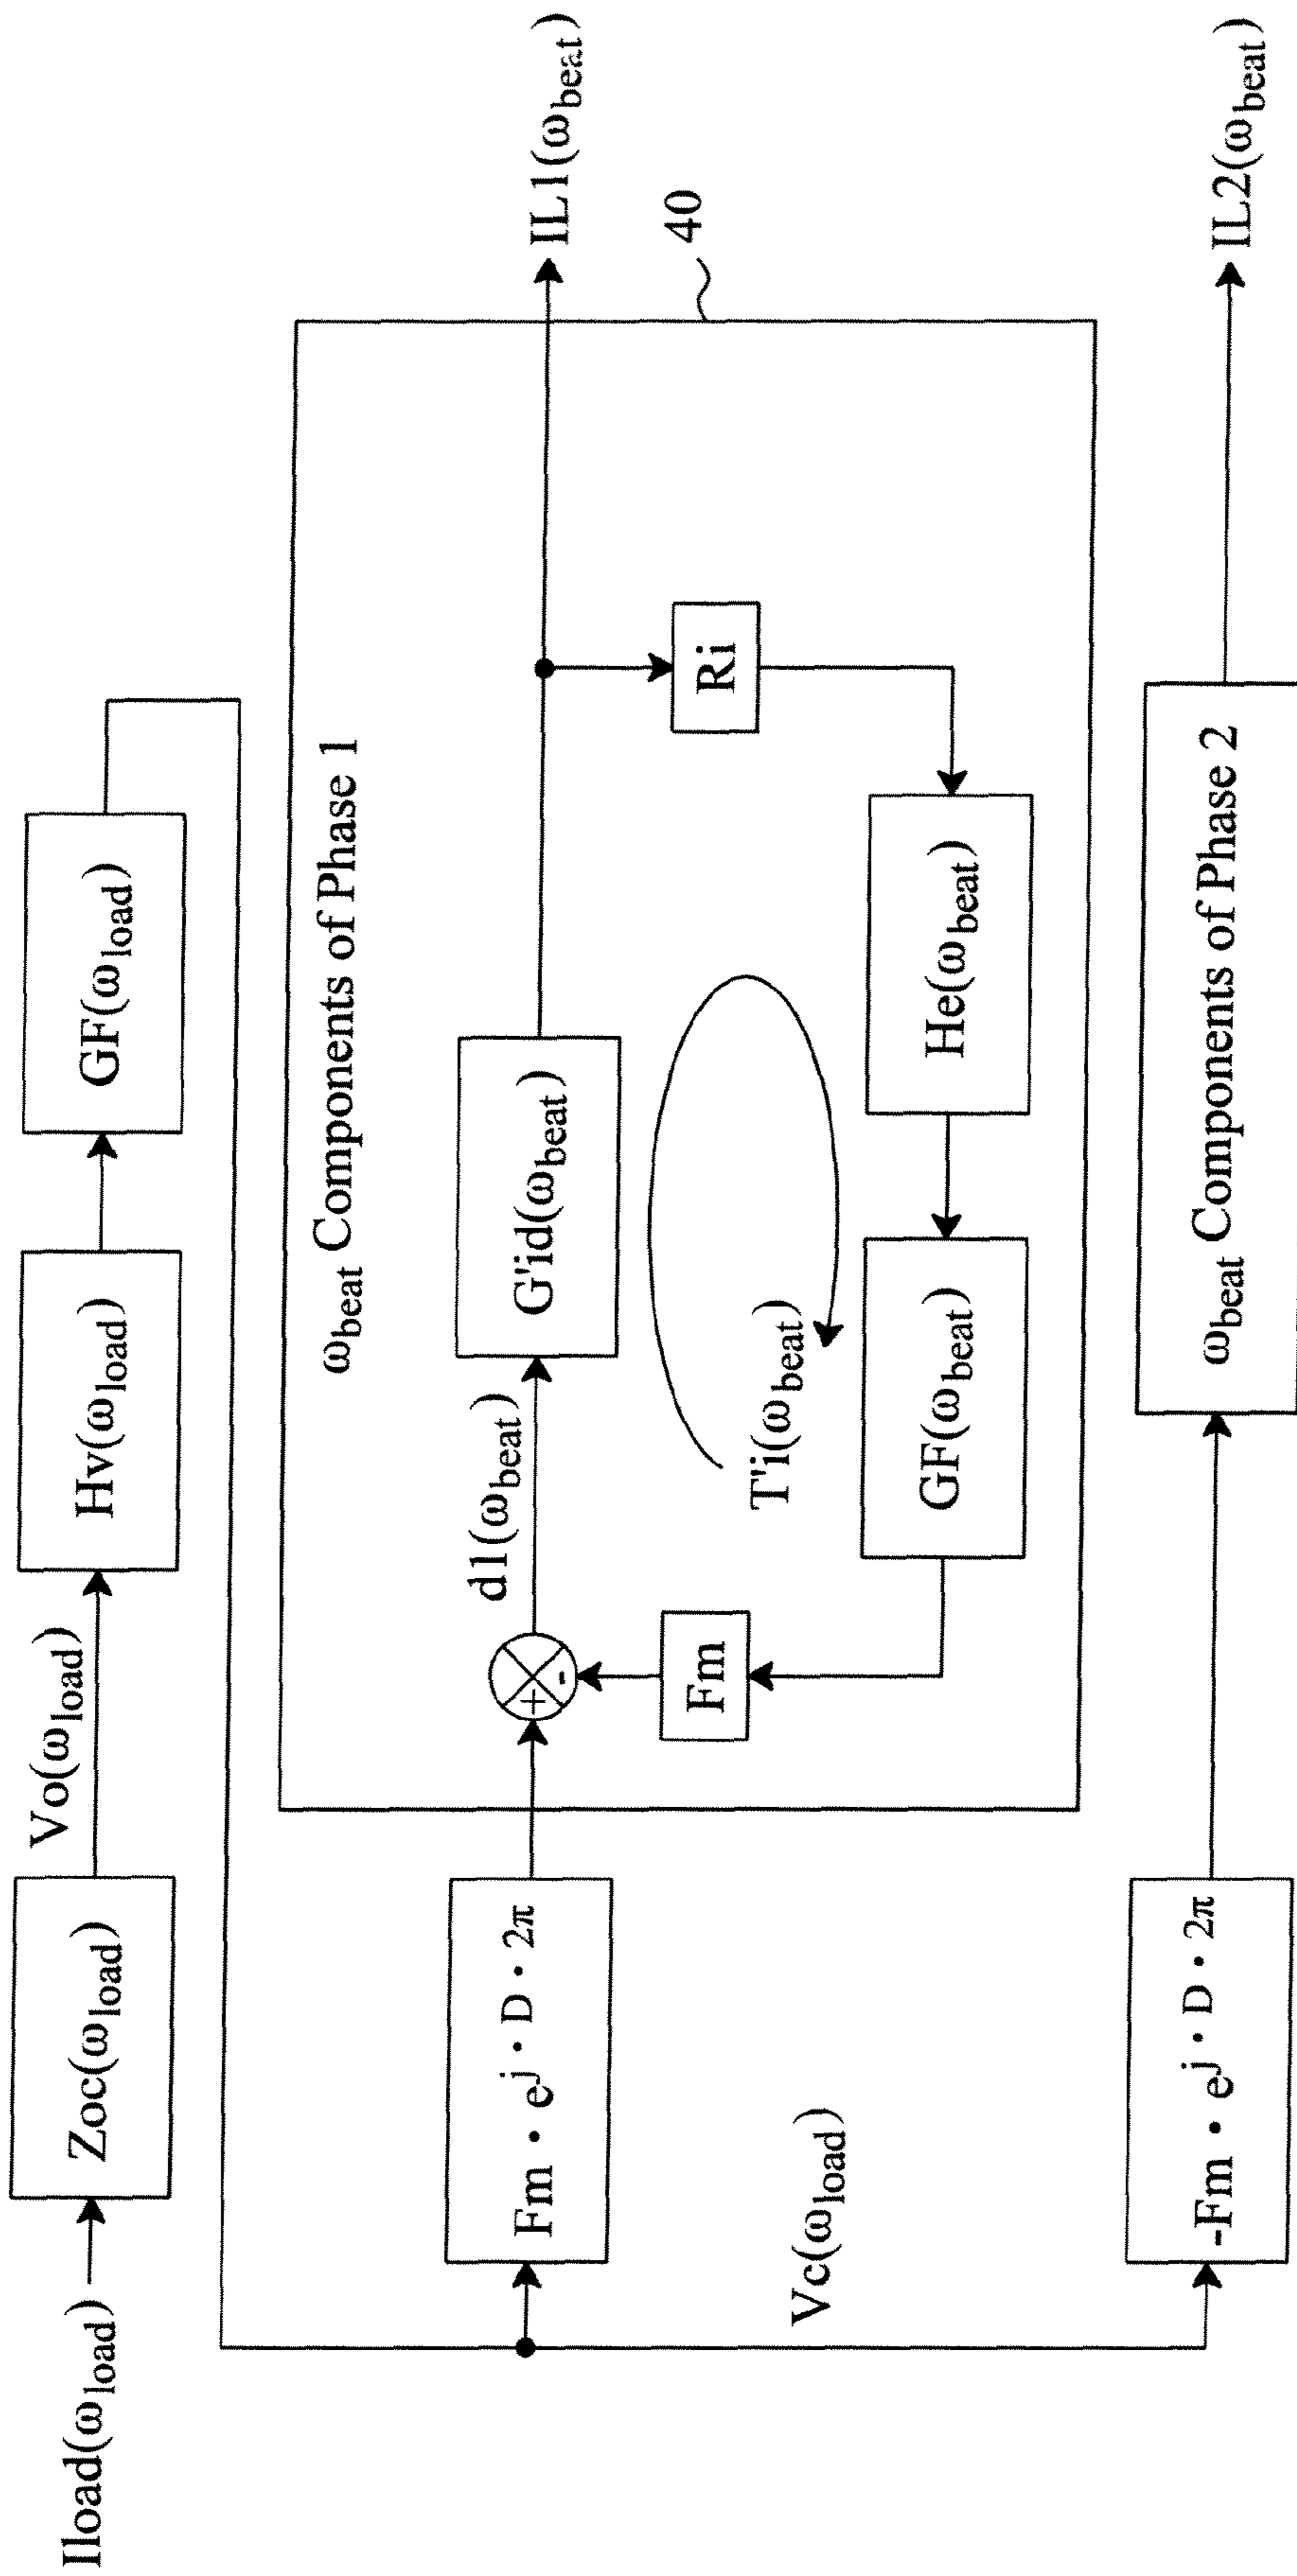 Iload(ωload)
Zoc(ωload)
Vo(ωload)
Hv(ωload)
GF(ωload)
ωbeat Components of Phase 1
Fm • e^j • D • 2π
+
-
d1(ωbeat)
G'id(ωbeat)
IL1(ωbeat)
T'i(ωbeat)
Fm
Ri
40
GF(ωbeat)
He(ωbeat)
Vc(ωload)
-Fm • e^j • D • 2π
ωbeat Components of Phase 2
IL2(ωbeat)